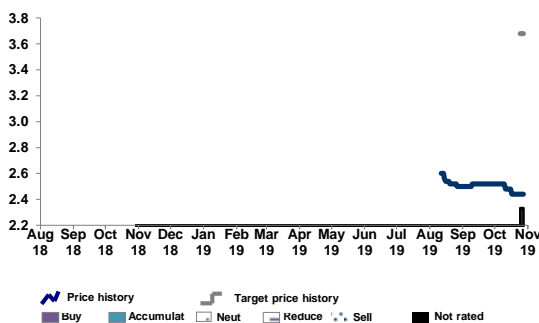 3.8
3.6
3.4
3.2
3.0
2.8
2.6
2.4
2.2
Aug Sep Oct Nov Dec Jan Feb Mar Apr May Jun Jul Aug Sep Oct Nov
18 18 18 18 18 19 19 19 19 19 19 19 19 19 19 19
Price history Target price history
Buy Accumulat Neut Reduce Sell Not rated